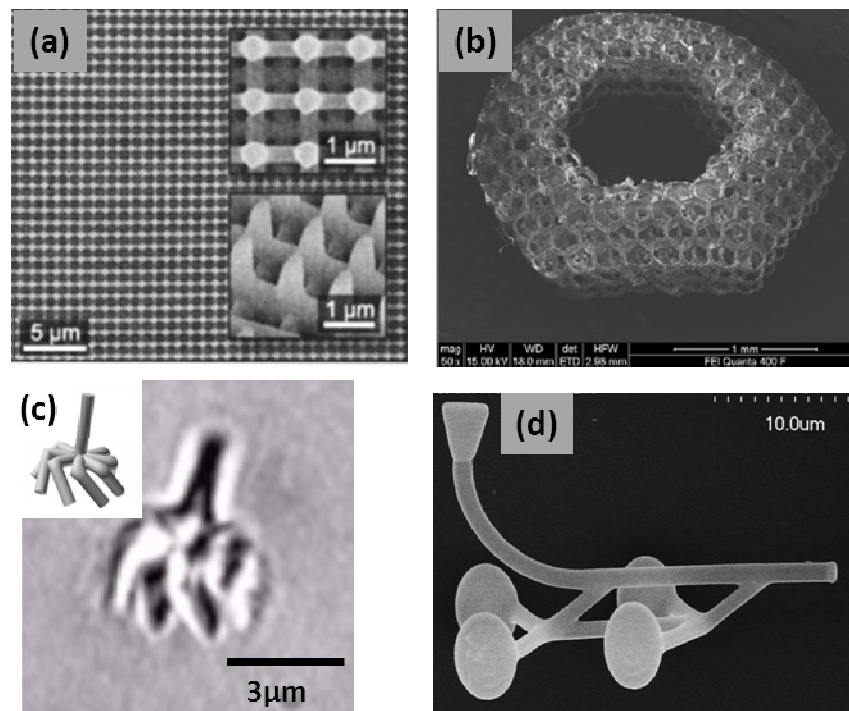 (a)
1 µm
1 µm
5 µm
(b)
mag HV WD det HFW 1 mm
50 x 15.00 kV 18.0 mm ETD 2.98 mm FEI Quanta 400 F
(c)
3µm
(d)
10.0um